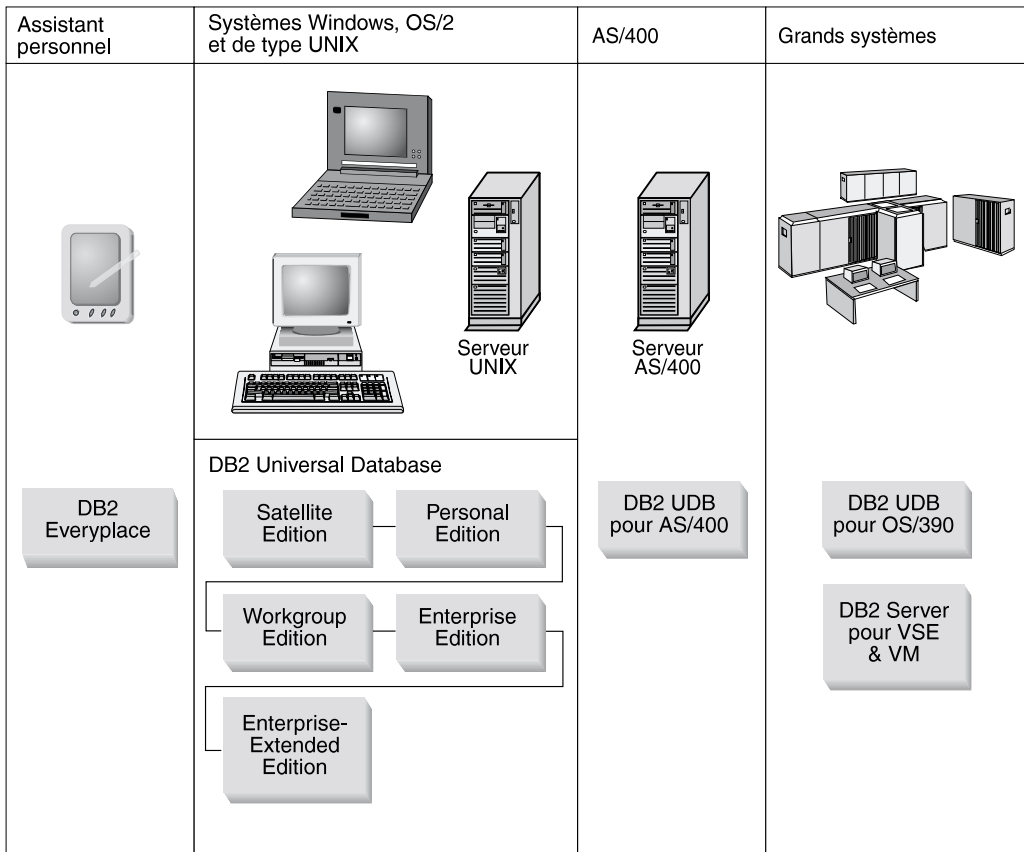 Assistant
personnel
Systèmes Windows, OS/2
et de type UNIX
AS/400
Grands systèmes
Serveur
UNIX
Serveur
AS/400
DB2 Universal Database
DB2
Everyplace
Satellite
Edition
Personal
Edition
Workgroup
Edition
Enterprise
Edition
Enterprise-
Extended
Edition
DB2 UDB
pour AS/400
DB2 UDB
pour OS/390
DB2 Server
pour VSE
& VM